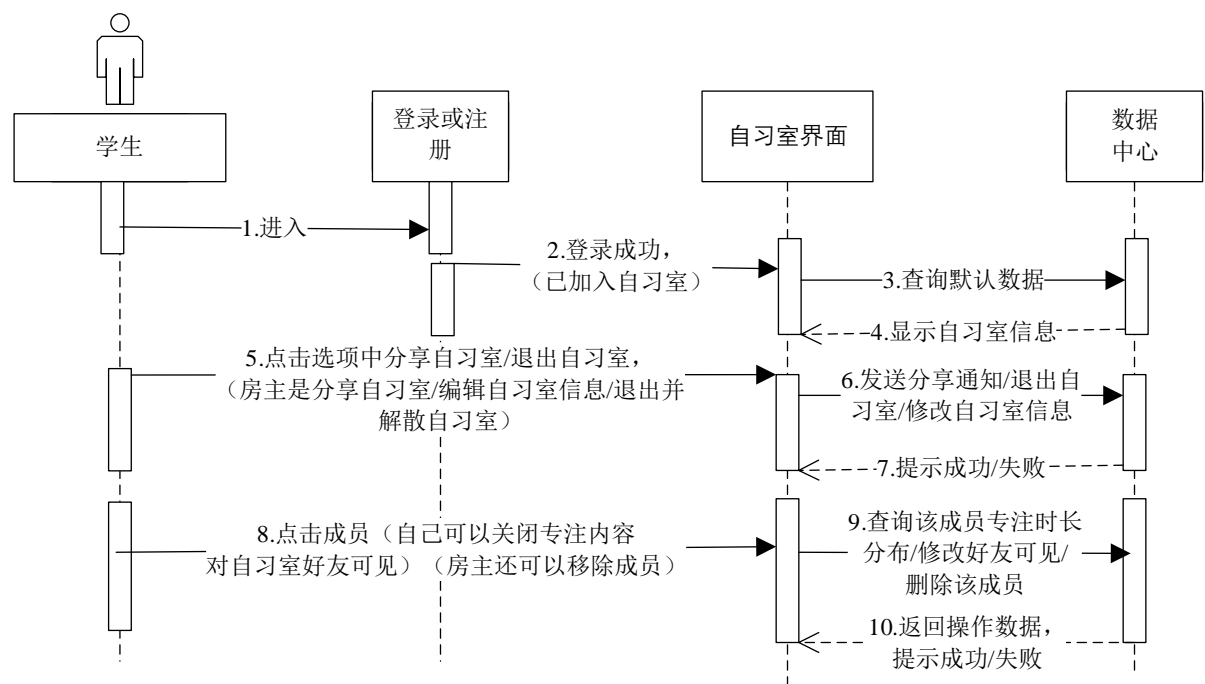 学生
登录或注
册
自习室界面
数据
中心
1.进入
2.登录成功，
（已加入自习室）
3.查询默认数据
4.显示自习室信息
5.点击选项中分享自习室/退出自习室，
（房主是分享自习室/编辑自习室信息/退出并
解散自习室）
6.发送分享通知/退出自
习室/修改自习室信息
7.提示成功/失败
8.点击成员（自己可以关闭专注内容
对自习室好友可见）（房主还可以移除成员）
9.查询该成员专注时长
分布/修改好友可见/
删除该成员
10.返回操作数据，
提示成功/失败